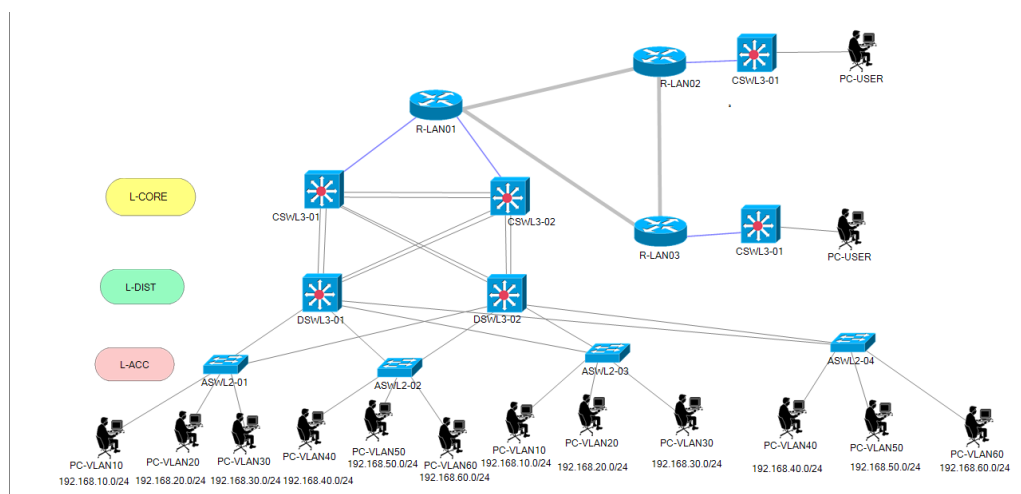 PC-USER
R-LAN02
CSWL3-01
R-LAN01
L-CORE
CSWL3-01
CSWL3-02
R-LAN03
CSWL3-01
PC-USER
L-DIST
DSWL3-01
DSWL3-02
L-ACC
ASWL2-01
ASWL2-02
ASWL2-03
ASWL2-04
PC-VLAN10
192.168.10.0/24
PC-VLAN20
192.168.20.0/24
PC-VLAN30
192.168.30.0/24
PC-VLAN40
192.168.40.0/24
PC-VLAN50
192.168.50.0/24
PC-VLAN60
192.168.60.0/24
PC-VLAN10
192.168.10.0/24
PC-VLAN20
192.168.20.0/24
PC-VLAN30
192.168.30.0/24
PC-VLAN40
192.168.40.0/24
PC-VLAN50
192.168.50.0/24
PC-VLAN60
192.168.60.0/24